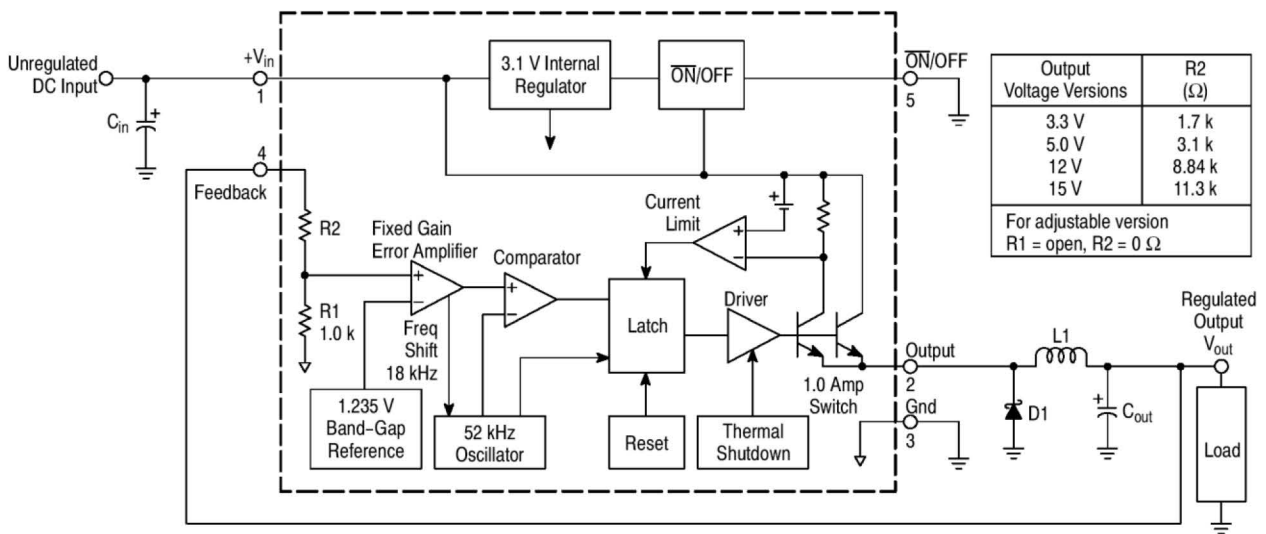 Unregulated
DC Input
Cin
+Vin
1
4
Feedback
3.1 V Internal
Regulator
O̅N̅/OFF
O̅N̅/OFF
5
Output
Voltage Versions
R2
(Ω)
3.3 V
1.7 k
5.0 V
3.1 k
12 V
8.84 k
15 V
11.3 k
For adjustable version
R1 = open, R2 = 0 Ω
R2
R1
1.0 k
Fixed Gain
Error Amplifier
+
−
Freq
Shift
18 kHz
Comparator
+
−
Current
Limit
+
−
+
Latch
Driver
1.0 Amp
Switch
1.235 V
Band−Gap
Reference
52 kHz
Oscillator
Reset
Thermal
Shutdown
Output
2
Gnd
3
D1
L1
+
Cout
Regulated
Output
Vout
Load
+